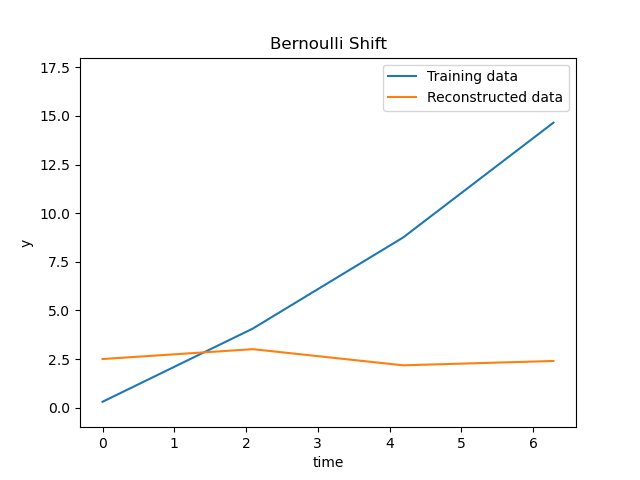 Bernoulli Shift
Training data
Reconstructed data
17.5
15.0
12.5
10.0
7.5
5.0
2.5
0.0
y
0 1 2 3 4 5 6
time